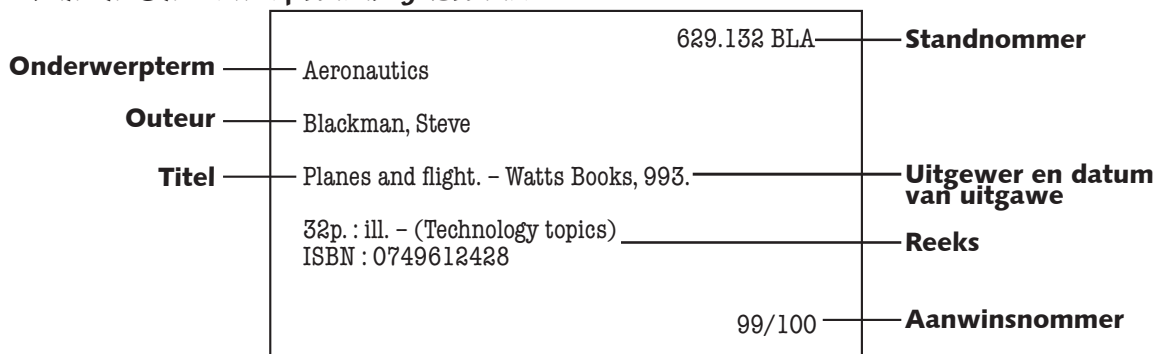 629.132 BLA Standnommer
Onderwerpterm Aeronautics
Outeur Blackman, Steve
Titel Planes and flight. – Watts Books, 993. Uitgewer en datum
van uitgawe
32p. : ill. – (Technology topics) Reeks
ISBN : 0749612428
99/100 Aanwinsnommer